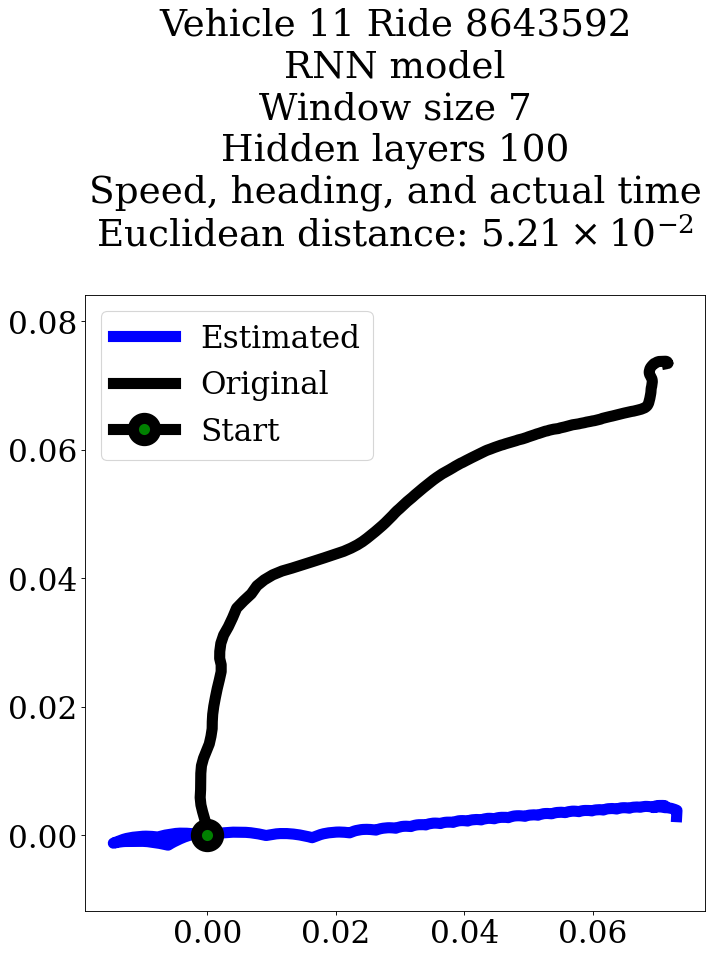 Vehicle 11 Ride 8643592
RNN model
Window size 7
Hidden layers 100
Speed, heading, and actual time
Euclidean distance: 5.21 × 10⁻²
Estimated
Original
Start
0.08
0.06
0.04
0.02
0.00
0.00 0.02 0.04 0.06